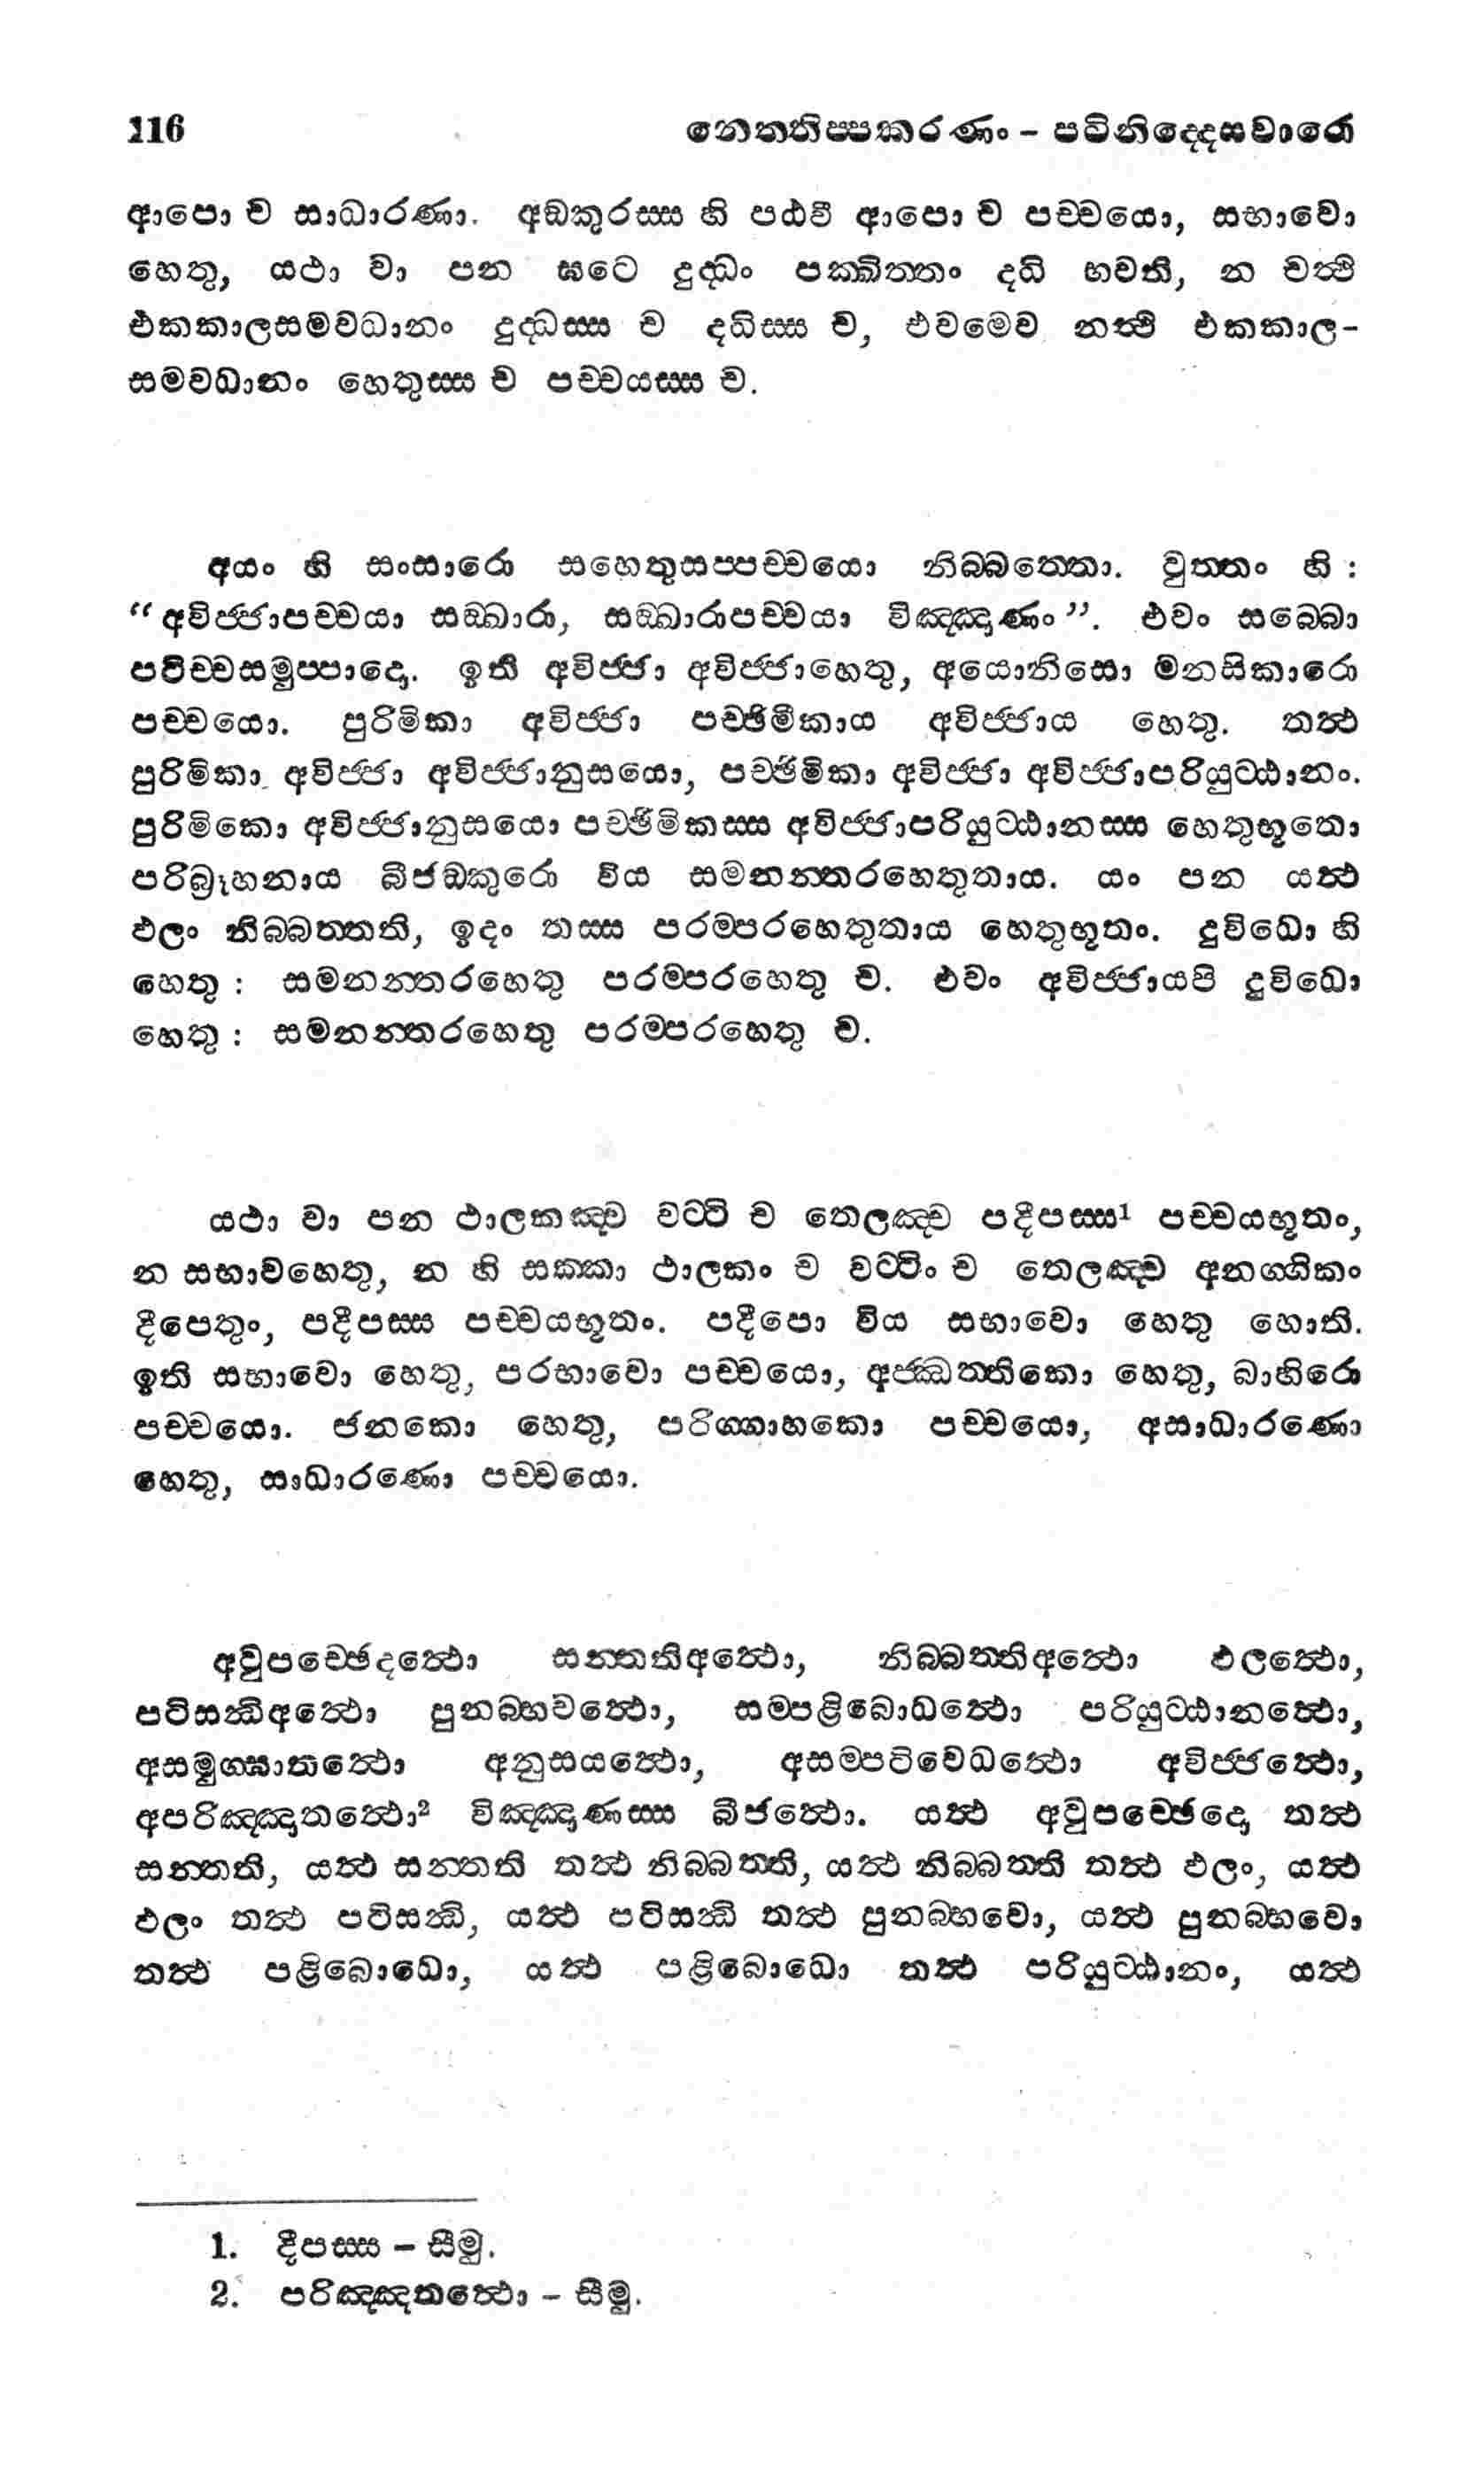 116 නෙත්තිප්පකරණං - පටිනිද්දෙසවාරො
ආපො ච සාධාරණා. අඞ්කුරස්ස හි පඨවී ආපො ච පච්චයො, සභාවො
හෙතු, යථා වා පන ඝටෙ දුද්ධං පක්ඛිත්තං දධි භවති, න චත්ථි
එකකාලසමවධානං දුද්ධස්ස ච දධිස්ස ච, එවමෙව නත්ථි එකකාල-
සමවධානං හෙතුස්ස ච පච්චයස්ස ච.
අයං හි සංසාරො සහෙතුසප්පච්චයො නිබ්බත්තො. වුත්තං හි :
“අවිජ්ජාපච්චයා සඞ්ඛාරා, සඞ්ඛාරාපච්චයා විඤ්ඤාණං”. එවං සබ්බො
පටිච්චසමුප්පාදො. ඉති අවිජ්ජා අවිජ්ජාහෙතු, අයොනිසො මනසිකාරො
පච්චයො. පුරිමිකා අවිජ්ජා පච්ඡිමිකාය අවිජ්ජාය හෙතු. තත්ථ
පුරිමිකා අවිජ්ජා අවිජ්ජානුසයො, පච්ඡිමිකා අවිජ්ජා අවිජ්ජාපරියුට්ඨානං.
පුරිමිකො අවිජ්ජානුසයො පච්ඡිමිකස්ස අවිජ්ජාපරියුට්ඨානස්ස හෙතුභූතො
පරිබ්‍රෑහනාය බීජඞ්කුරො විය සමනන්තරහෙතුතාය. යං පන යත්ථ
ඵලං නිබ්බත්තති, ඉදං තස්ස පරම්පරහෙතුතාය හෙතුභූතං. දුවිධො හි
හෙතු : සමනන්තරහෙතු පරම්පරහෙතු ච. එවං අවිජ්ජායපි දුවිධො
හෙතු : සමනන්තරහෙතු පරම්පරහෙතු ච.
යථා වා පන ථාලකඤ්ච වට්ටි ච තෙලඤ්ච පදීපස්ස¹ පච්චයභූතං,
න සභාවහෙතු, න හි සක්කා ථාලකං ච වට්ටිං ච තෙලඤ්ච අනග්ගිකං
දීපෙතුං, පදීපස්ස පච්චයභූතං. පදීපො විය සභාවො හෙතු හොති.
ඉති සභාවො හෙතු, පරභාවො පච්චයො, අජ්ඣත්තිකො හෙතු, බාහිරො
පච්චයො. ජනකො හෙතු, පරිග්ගාහකො පච්චයො, අසාධාරණො
හෙතු, සාධාරණො පච්චයො.
අවුපච්ඡෙදත්ථො සන්තතිඅත්ථො, නිබ්බත්තිඅත්ථො ඵලත්ථො,
පටිසන්ධිඅත්ථො පුනබ්භවත්ථො, සම්පළිබොධත්ථො පරියුට්ඨානත්ථො,
අසමුග්ඝාතත්ථො අනුසයත්ථො, අසම්පටිවෙධත්ථො අවිජ්ජත්ථො,
අපරිඤ්ඤාතත්ථො² විඤ්ඤාණස්ස බීජත්ථො. යත්ථ අවුපච්ඡෙදො තත්ථ
සන්තති, යත්ථ සන්තති තත්ථ නිබ්බත්ති, යත්ථ නිබ්බත්ති තත්ථ ඵලං, යත්ථ
ඵලං තත්ථ පටිසන්ධි, යත්ථ පටිසන්ධි තත්ථ පුනබ්භවො, යත්ථ පුනබ්භවො
තත්ථ පළිබොධො, යත්ථ පළිබොධො තත්ථ පරියුට්ඨානං, යත්ථ
1. දීපස්ස - සීමු.
2. පරිඤ්ඤතත්ථො - සීමු.